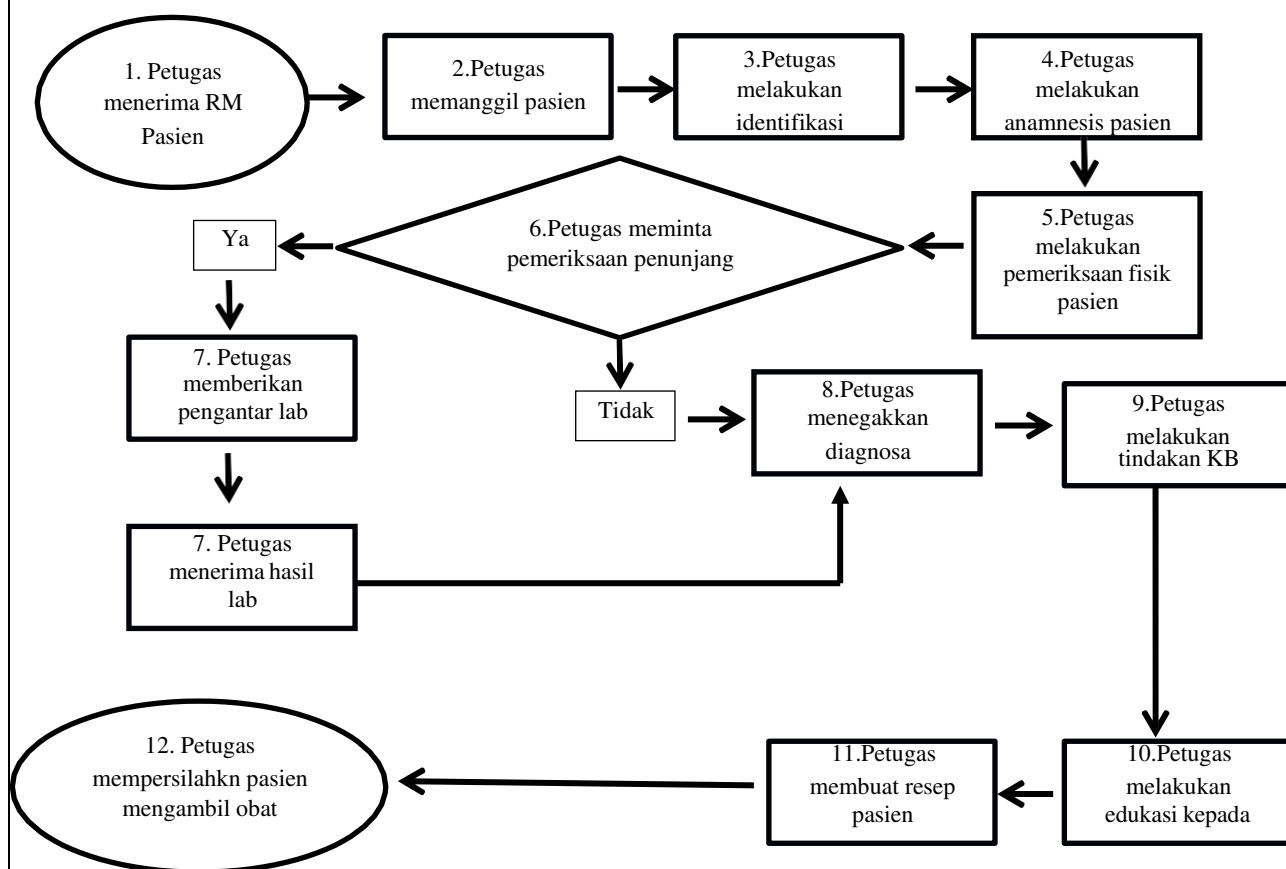 1. Petugas
menerima RM
Pasien
2.Petugas
memanggil pasien
3.Petugas
melakukan
identifikasi
4.Petugas
melakukan
anamnesis pasien
5.Petugas
melakukan
pemeriksaan fisik
pasien
6.Petugas meminta
pemeriksaan penunjang
Ya
7. Petugas
memberikan
pengantar lab
Tidak
8.Petugas
menegakkan
diagnosa
9.Petugas
melakukan
tindakan KB
7. Petugas
menerima hasil
lab
10.Petugas
melakukan
edukasi kepada
11.Petugas
membuat resep
pasien
12. Petugas
mempersilahkn pasien
mengambil obat